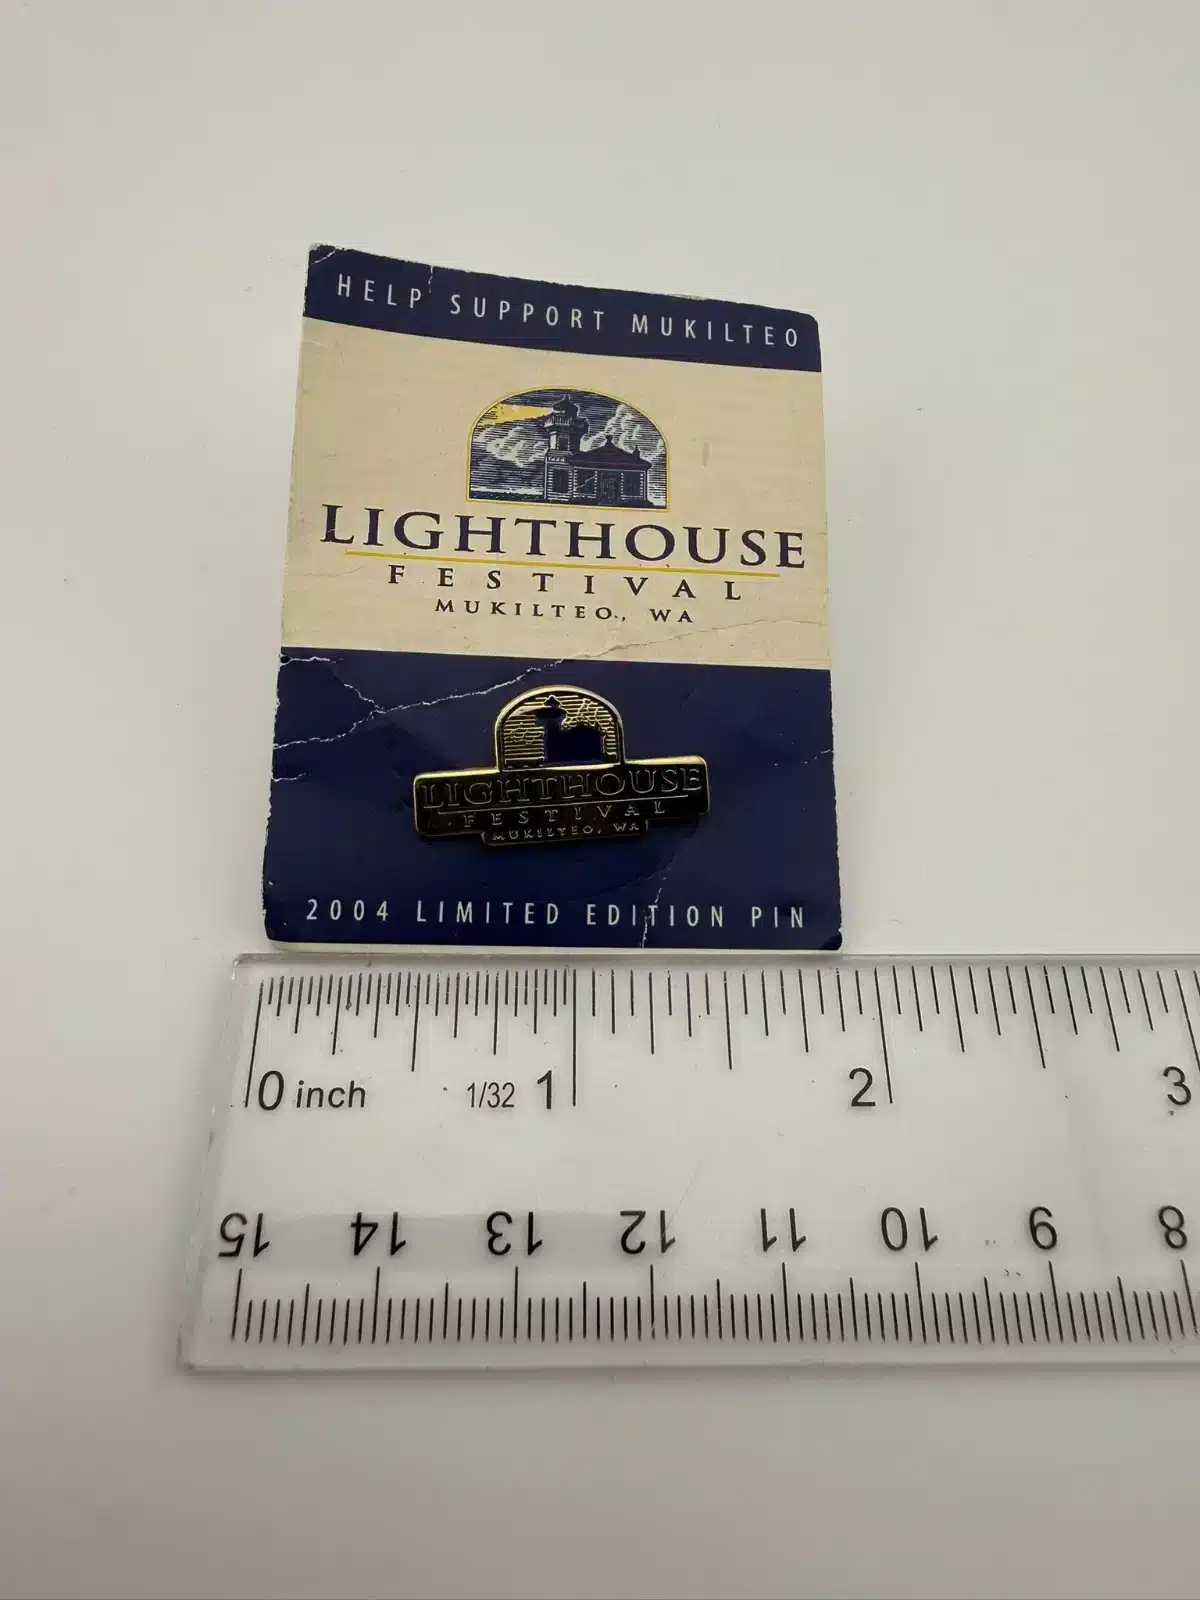 HELP SUPPORT MUKILTEO
LIGHTHOUSE
FESTIVAL
MUKILTEO., WA
LIGHTHOUSE
FESTIVAL
MUKILTEO, WA
2004 LIMITED EDITION PIN
0 inch 1/32 1 2 3
15 14 13 12 11 10 9 8